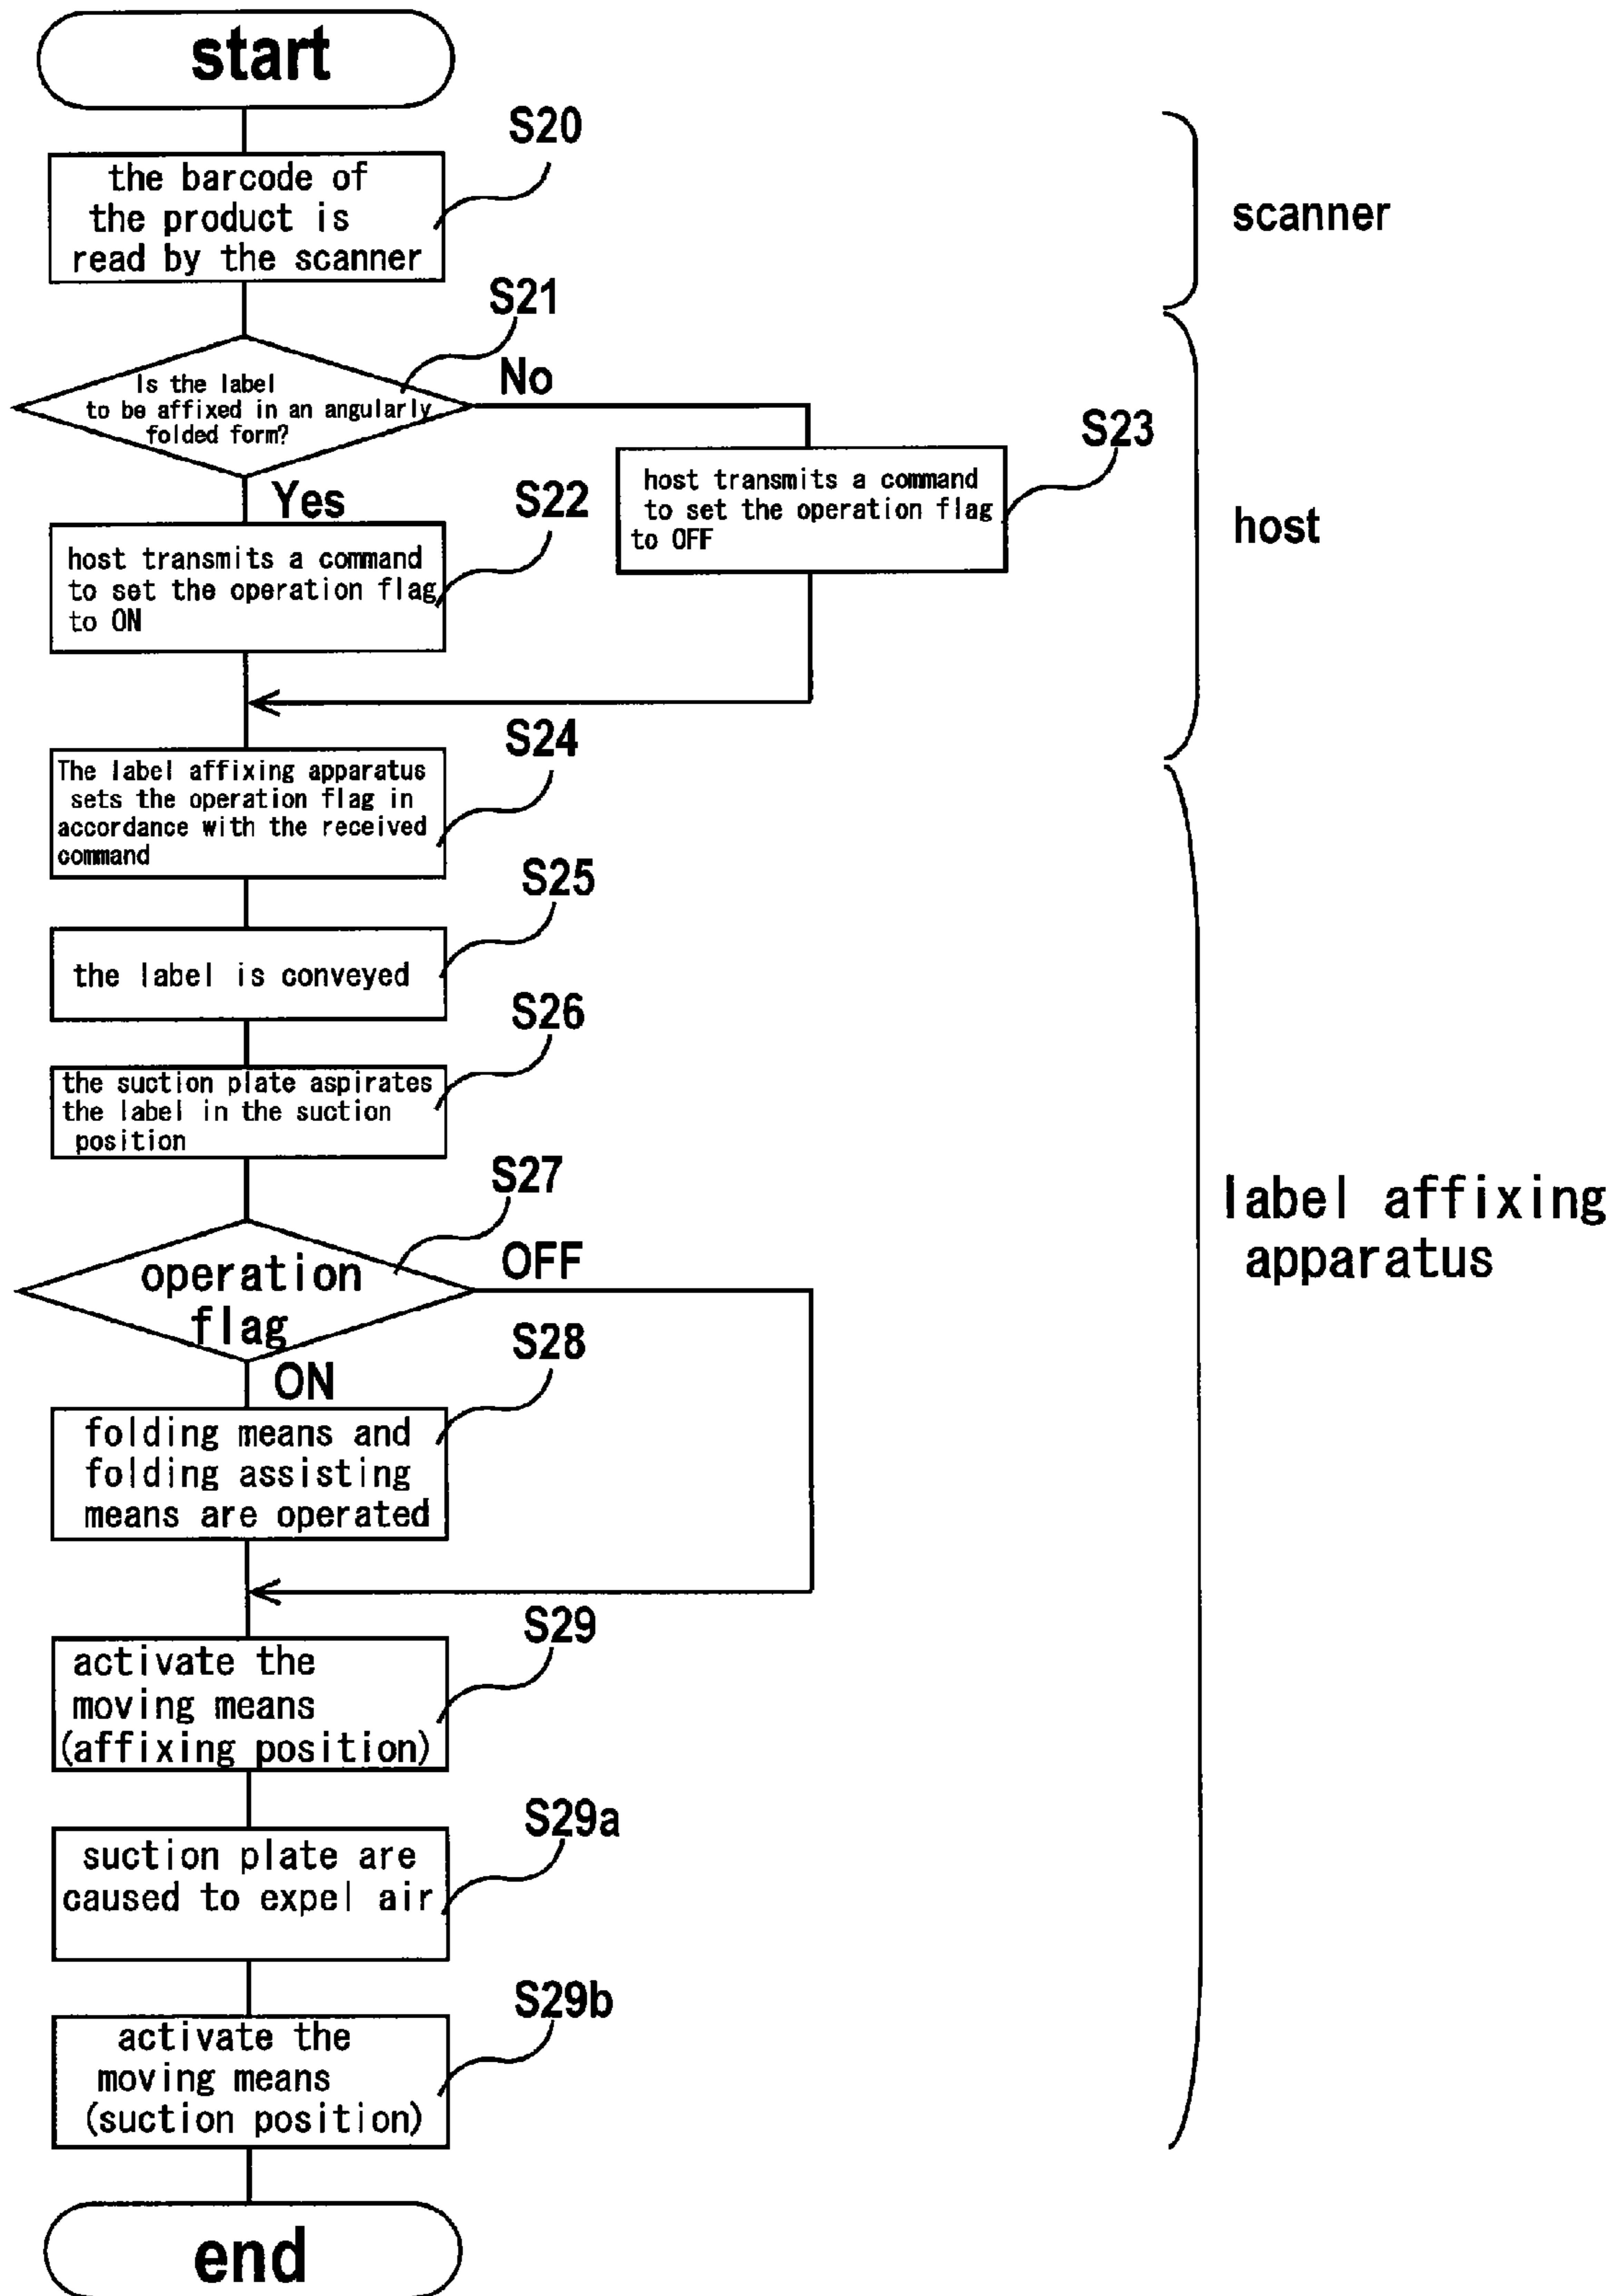 start
S20
the barcode of
the product is
read by the scanner
scanner
S21
Is the label
to be affixed in an angularly
folded form?
No
Yes
S22
host transmits a command
to set the operation flag
to ON
S23
host transmits a command
to set the operation flag
to OFF
host
S24
The label affixing apparatus
sets the operation flag in
accordance with the received
command
S25
the label is conveyed
S26
the suction plate aspirates
the label in the suction
position
S27
operation
flag
OFF
ON
S28
folding means and
folding assisting
means are operated
label affixing
apparatus
S29
activate the
moving means
(affixing position)
S29a
suction plate are
caused to expel air
S29b
activate the
moving means
(suction position)
end